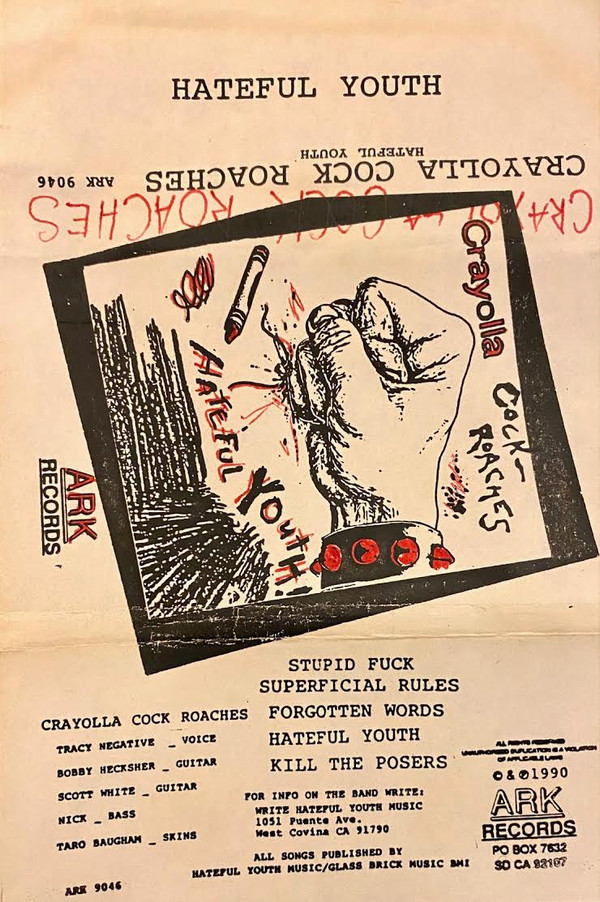 HATEFUL YOUTH
HATEFUL YOUTH
CRAYOLLA COCK ROACHES
ARK 9046
CRAYOLLA COCK ROACHES
Crayolla
COCK-
ROACHES
HATEFUL
YOUTH!
ARK
RECORDS
STUPID FUCK
SUPERFICIAL RULES
FORGOTTEN WORDS
HATEFUL YOUTH
KILL THE POSERS
CRAYOLLA COCK ROACHES
TRACY NEGATIVE _ VOICE
BOBBY HECKSHER _ GUITAR
SCOTT WHITE _ GUITAR
NICK _ BASS
TARO BAUGHAM _ SKINS
ARK 9046
FOR INFO ON THE BAND WRITE:
WRITE HATEFUL YOUTH MUSIC
1051 Puente Ave.
West Covina CA 91790
ALL SONGS PUBLISHED BY
HATEFUL YOUTH MUSIC/GLASS BRICK MUSIC BMI
ALL RIGHTS RESERVED
UNAUTHORISED DUPLICATION IS A VIOLATION
OF APPLICABLE LAWS
© & ℗ 1990
ARK
RECORDS
PO BOX 7632
SD CA